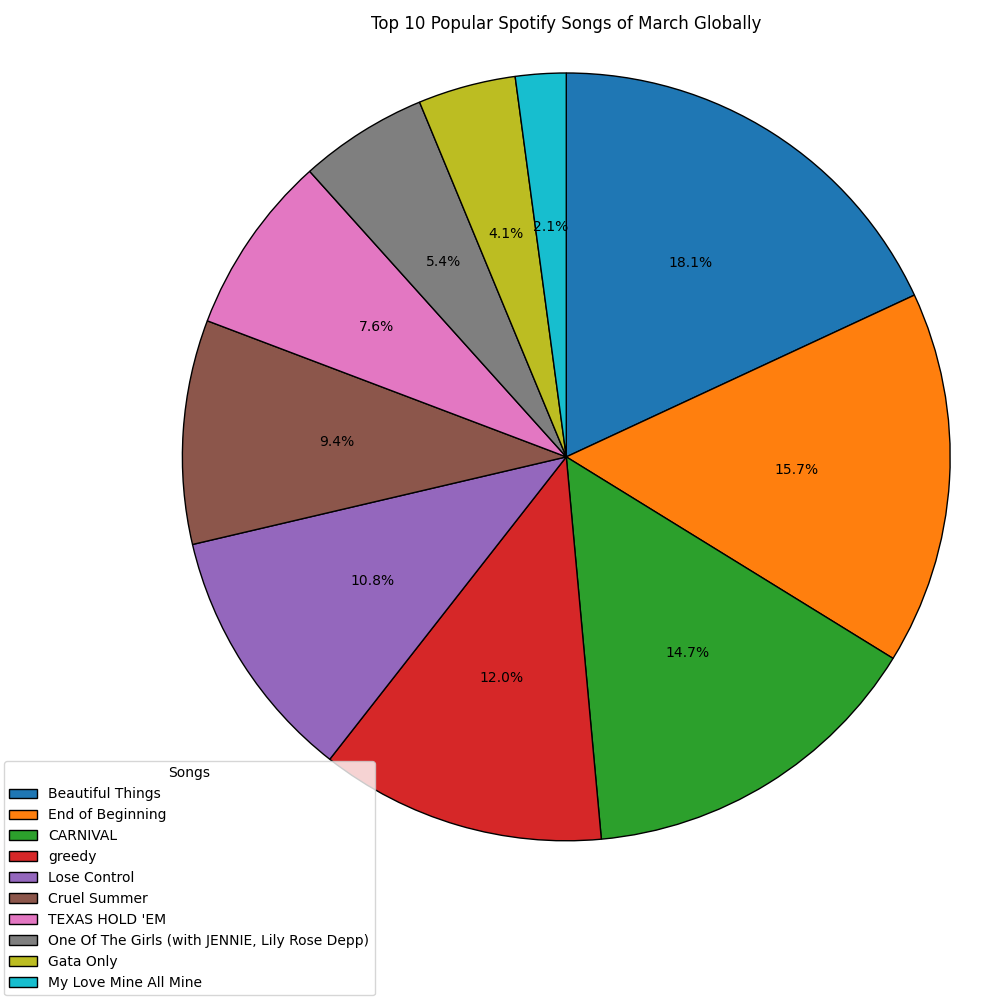 Top 10 Popular Spotify Songs of March Globally
2.1%
4.1%
5.4%
18.1%
7.6%
9.4%
15.7%
10.8%
14.7%
12.0%
Songs
Beautiful Things
End of Beginning
CARNIVAL
greedy
Lose Control
Cruel Summer
TEXAS HOLD 'EM
One Of The Girls (with JENNIE, Lily Rose Depp)
Gata Only
My Love Mine All Mine